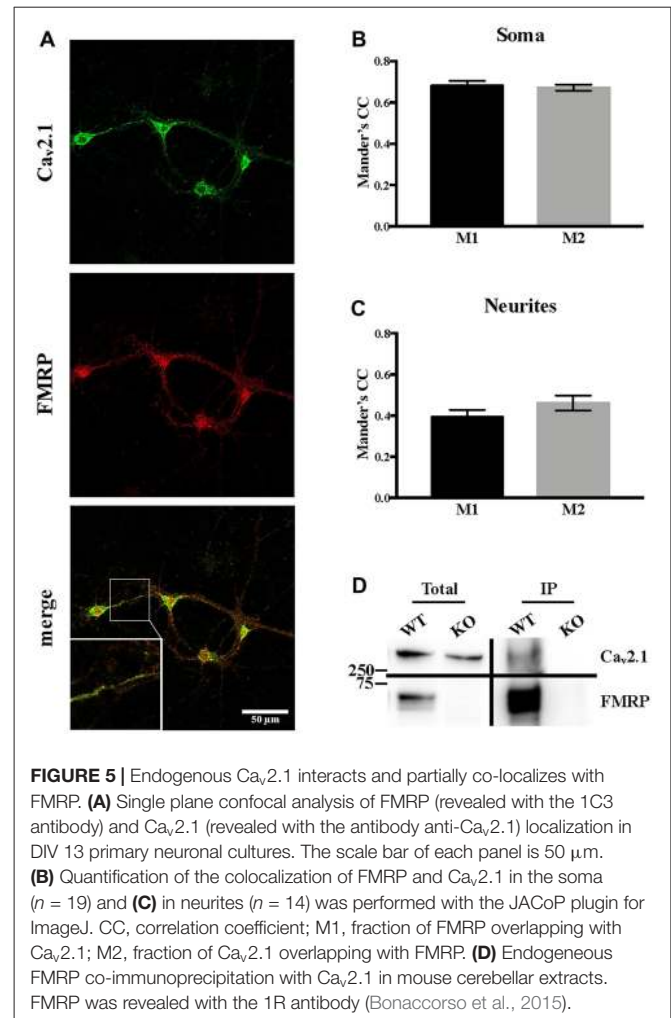 A
Cav2.1
FMRP
merge
50 µm
B
Soma
Mander's CC
0.8
0.6
0.4
0.2
0.0
M1
M2
C
Neurites
Mander's CC
0.8
0.6
0.4
0.2
0.0
M1
M2
D
Total
IP
WT
KO
WT
KO
Cav2.1
250
75
FMRP
FIGURE 5 | Endogenous Cav2.1 interacts and partially co-localizes with
FMRP. (A) Single plane confocal analysis of FMRP (revealed with the 1C3
antibody) and Cav2.1 (revealed with the antibody anti-Cav2.1) localization in
DIV 13 primary neuronal cultures. The scale bar of each panel is 50 µm.
(B) Quantification of the colocalization of FMRP and Cav2.1 in the soma
(n = 19) and (C) in neurites (n = 14) was performed with the JACoP plugin for
ImageJ. CC, correlation coefficient; M1, fraction of FMRP overlapping with
Cav2.1; M2, fraction of Cav2.1 overlapping with FMRP. (D) Endogeneous
FMRP co-immunoprecipitation with Cav2.1 in mouse cerebellar extracts.
FMRP was revealed with the 1R antibody (Bonaccorso et al., 2015).